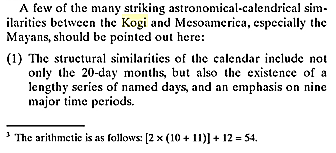 A few of the many striking astronomical-calendrical sim-
ilarities between the Kogi and Mesoamerica, especially the
Mayans, should be pointed out here:
(1) The structural similarities of the calendar include not
only the 20-day months, but also the existence of a
lengthy series of named days, and an emphasis on nine
major time periods.
3 The arithmetic is as follows: [2 × (10 + 11)] + 12 = 54.